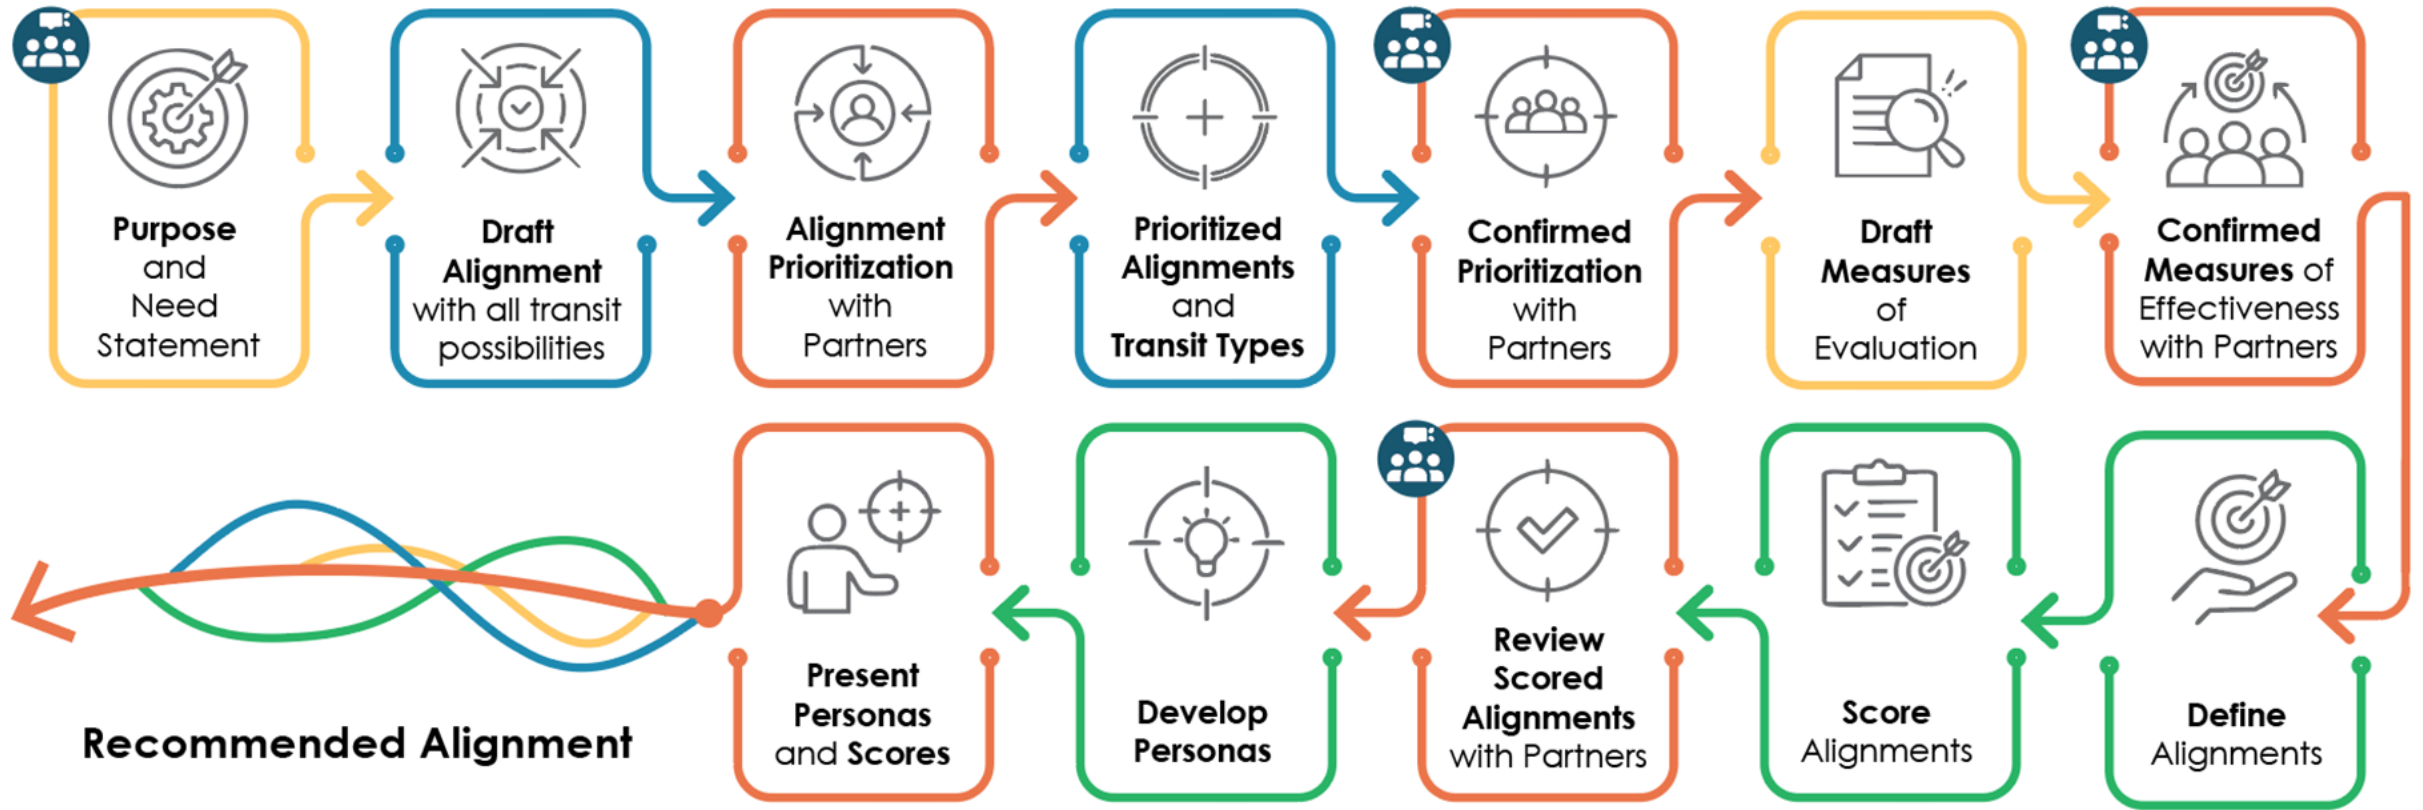 Purpose
and
Need
Statement
Draft
Alignment
with all transit
possibilities
Alignment
Prioritization
with
Partners
Prioritized
Alignments
and
Transit Types
Confirmed
Prioritization
with
Partners
Draft
Measures
of
Evaluation
Confirmed
Measures of
Effectiveness
with Partners
Define
Alignments
Score
Alignments
Review
Scored
Alignments
with Partners
Develop
Personas
Present
Personas
and Scores
Recommended Alignment